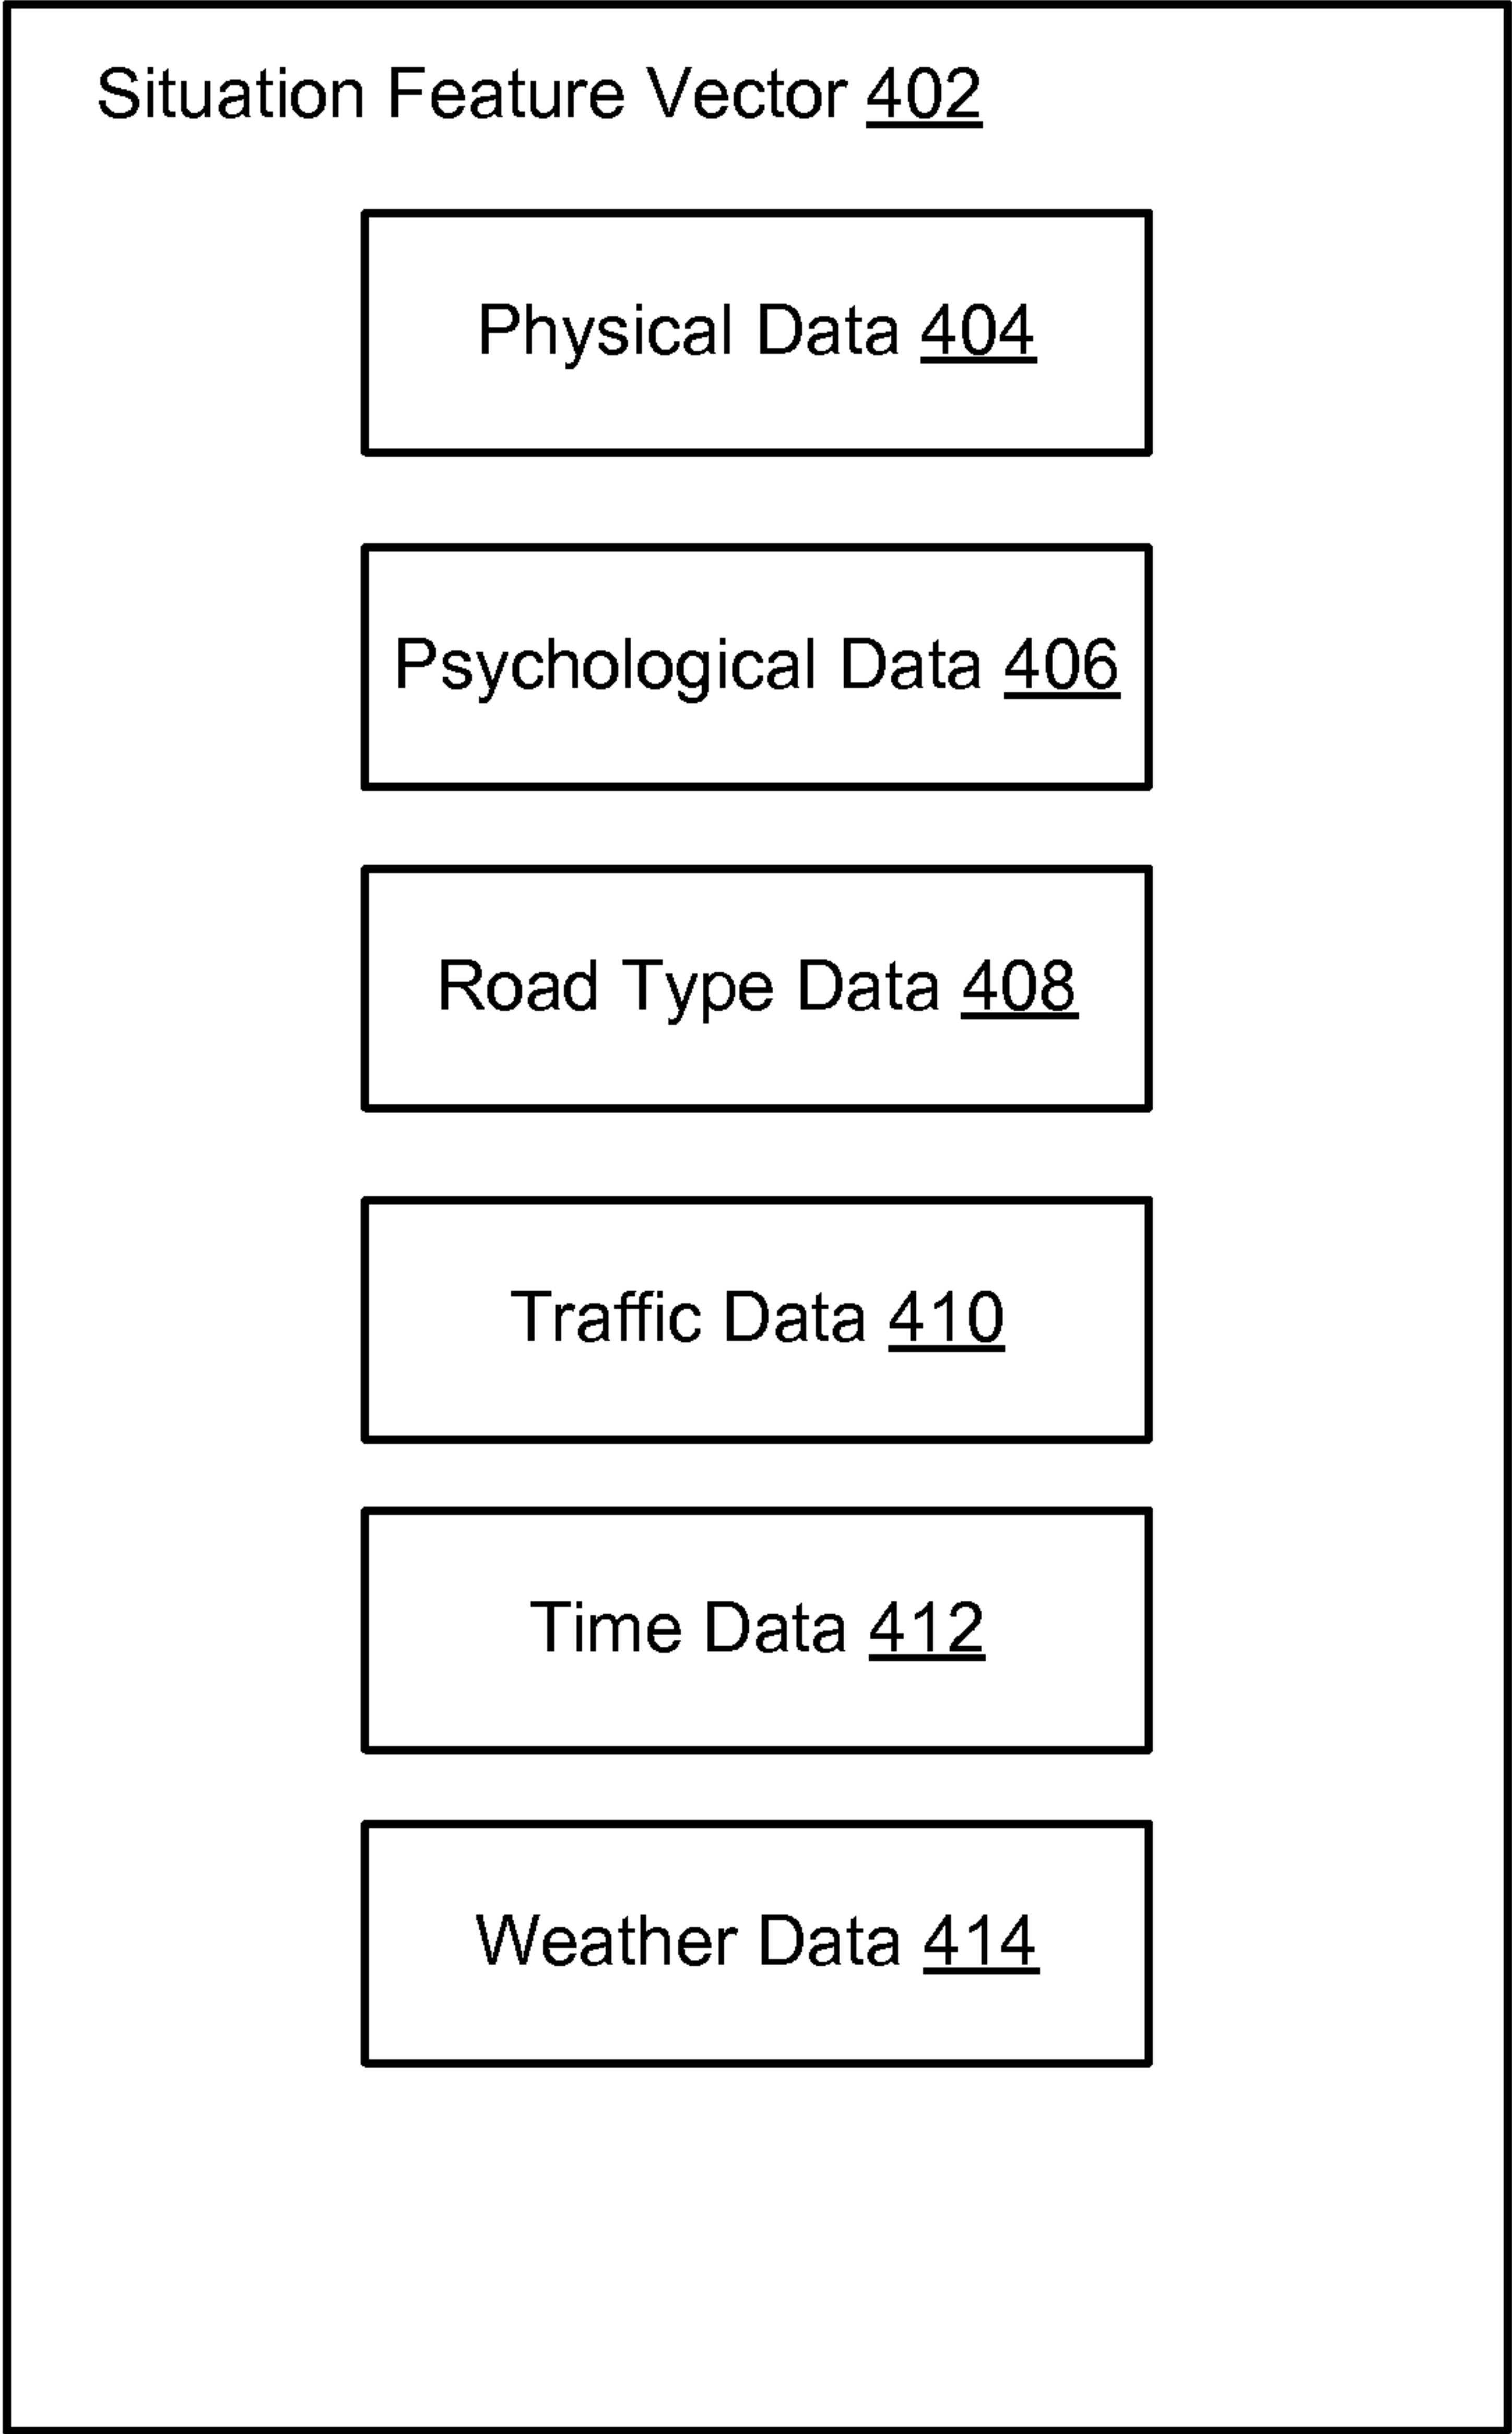 Situation Feature Vector 402
Physical Data 404
Psychological Data 406
Road Type Data 408
Traffic Data 410
Time Data 412
Weather Data 414